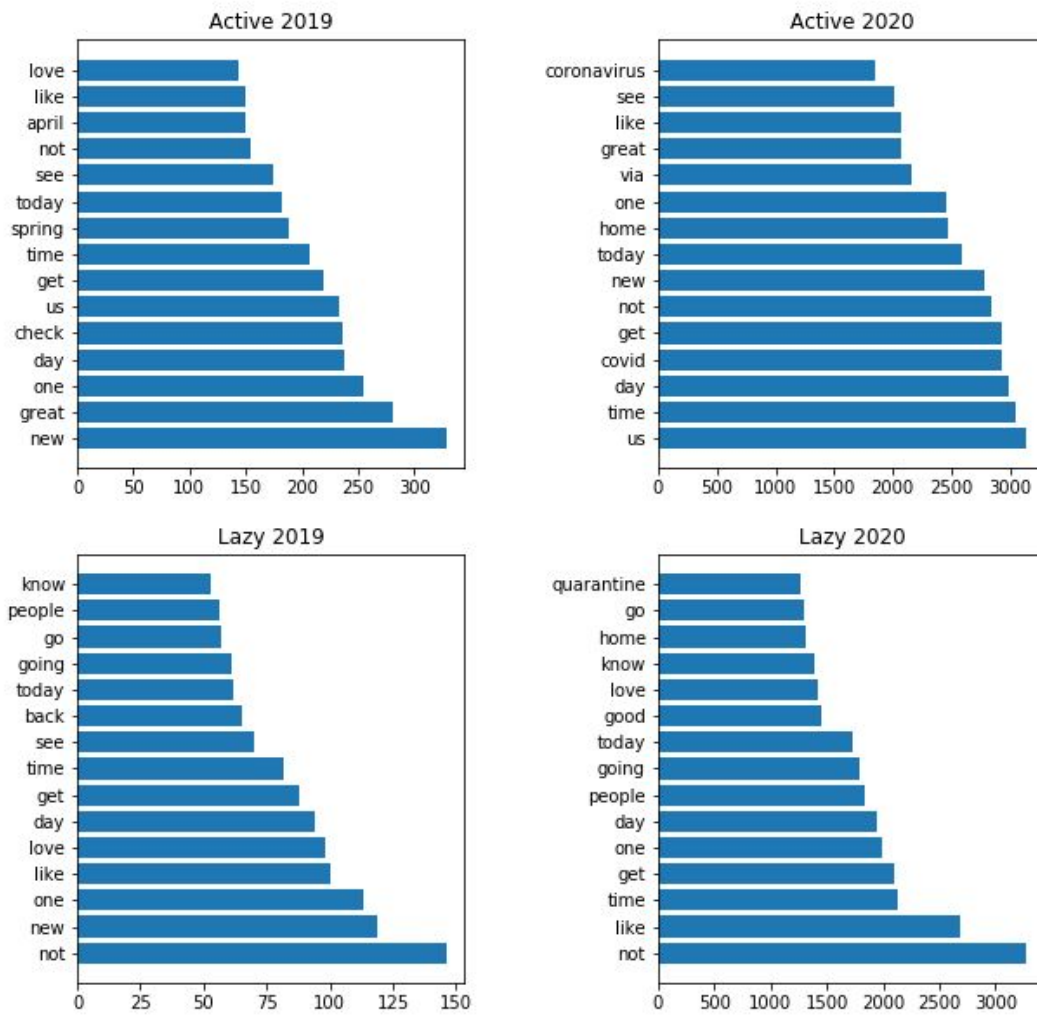 Active 2019
love
like
april
not
see
today
spring
time
get
us
check
day
one
great
new
0 50 100 150 200 250 300
Active 2020
coronavirus
see
like
great
via
one
home
today
new
not
get
covid
day
time
us
0 500 1000 1500 2000 2500 3000
Lazy 2019
know
people
go
going
today
back
see
time
get
day
love
like
one
new
not
0 25 50 75 100 125 150
Lazy 2020
quarantine
go
home
know
love
good
today
going
people
day
one
get
time
like
not
0 500 1000 1500 2000 2500 3000